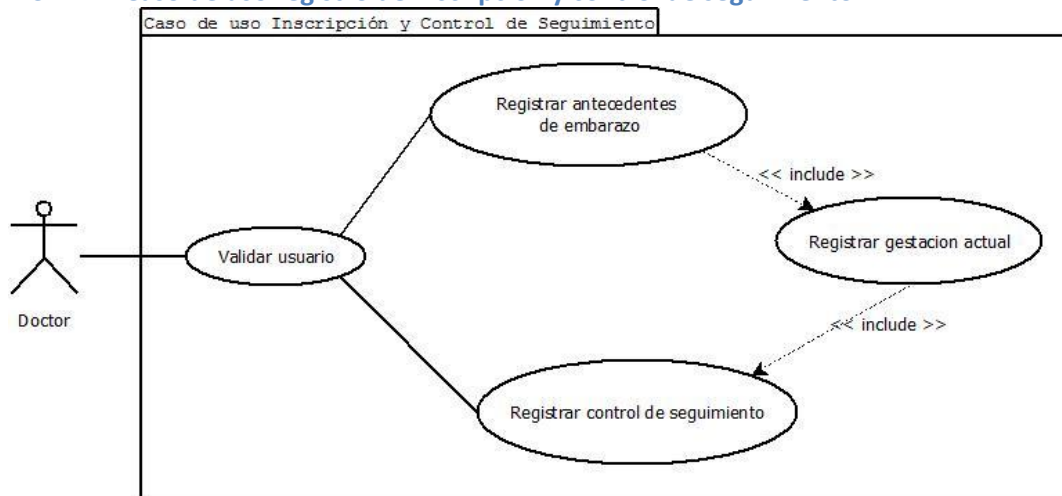 Caso de uso Inscripción y Control de Seguimiento
Registrar antecedentes
de embarazo
<< include >>
Registrar gestacion actual
Validar usuario
Doctor
<< include >>
Registrar control de seguimiento